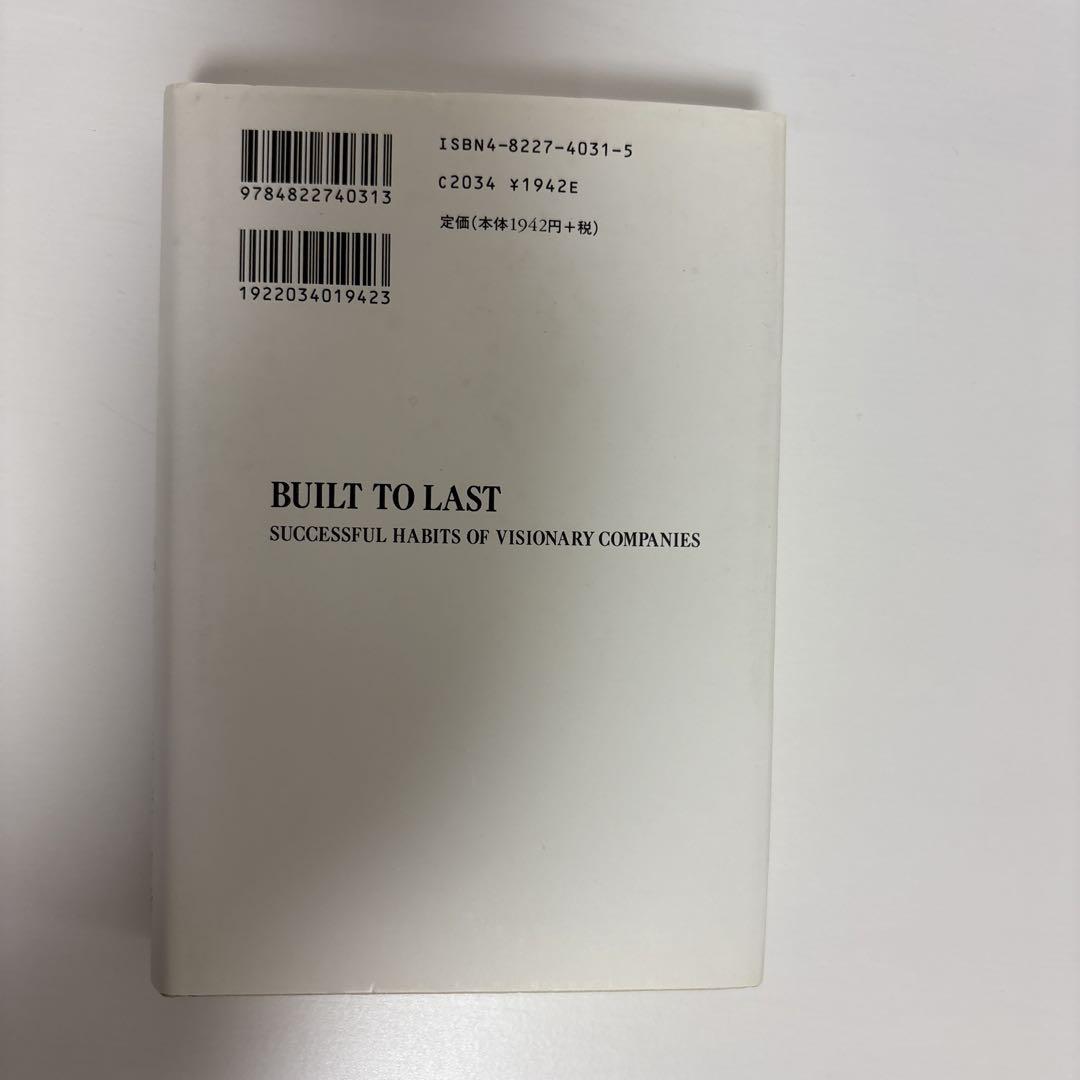 9784822740313
1922034019423
ISBN4-8227-4031-5
C2034 ¥1942E
定価(本体1942円+税)
BUILT TO LAST
SUCCESSFUL HABITS OF VISIONARY COMPANIES